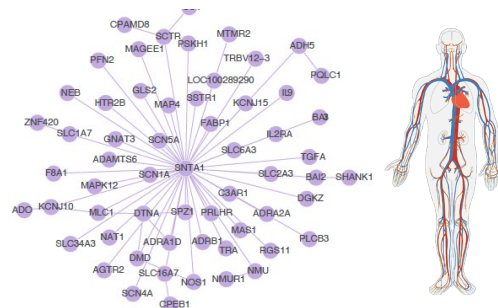 CPAMD8
SCTR
MTMR2
MAGEE1
PSKH1
ADH5
PFN2
TRBV12-3
LOC100289290
PQLC1
GLS2
NEB
SSTR1
KCNJ15
IL9
HTR2B
MAP4
FABP1
ZNF420
SLC1A7
GNAT3
SCN5A
IL2RA
SLC6A3
ADAMTS6
TGFA
F8A1
SCN1A
SNTA1
SLC2A3
BAI2
SHANK1
MAPK12
C3AR1
DGKZ
ADO
KCNJ10
MLC1
DTNA
SPZ1
PRLHR
ADRA2A
MAS1
PLCB3
SLC34A3
NAT1
ADRA1D
ADRB1
TRA
RGS11
DMD
AGTR2
SLC16A7
NMU
NOS1
NMUR1
SCN4A
CPEB1